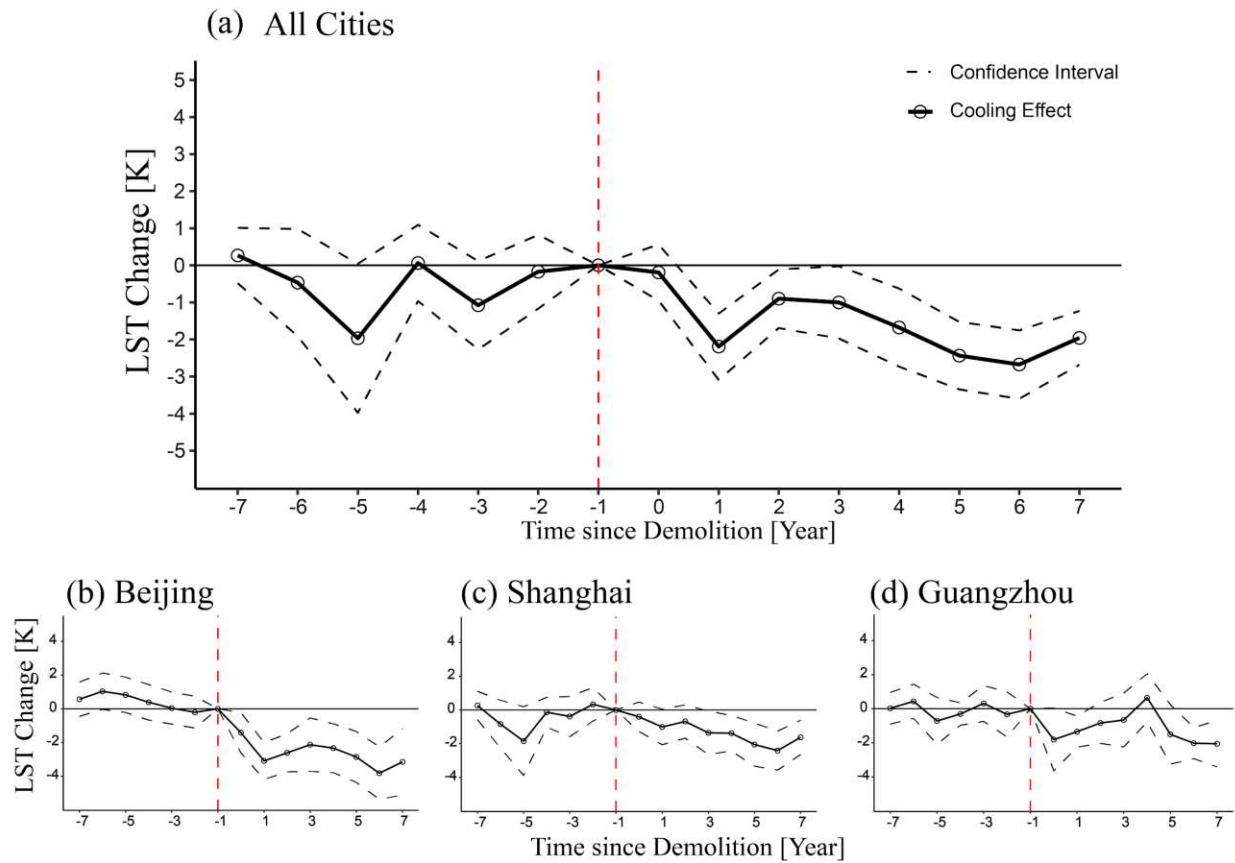 (a) All Cities
Confidence Interval
Cooling Effect
LST Change [K]
5
4
3
2
1
0
-1
-2
-3
-4
-5
-7 -6 -5 -4 -3 -2 -1 0 1 2 3 4 5 6 7
Time since Demolition [Year]
(b) Beijing
LST Change [K]
4
2
0
-2
-4
-7 -5 -3 -1 1 3 5 7
(c) Shanghai
4
2
0
-2
-4
-7 -5 -3 -1 1 3 5 7
(d) Guangzhou
4
2
0
-2
-4
-7 -5 -3 -1 1 3 5 7
Time since Demolition [Year]